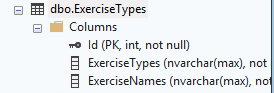 dbo.ExerciseTypes
Columns
Id (PK, int, not null)
ExerciseTypes (nvarchar(max), not
ExerciseNames (nvarchar(max), not